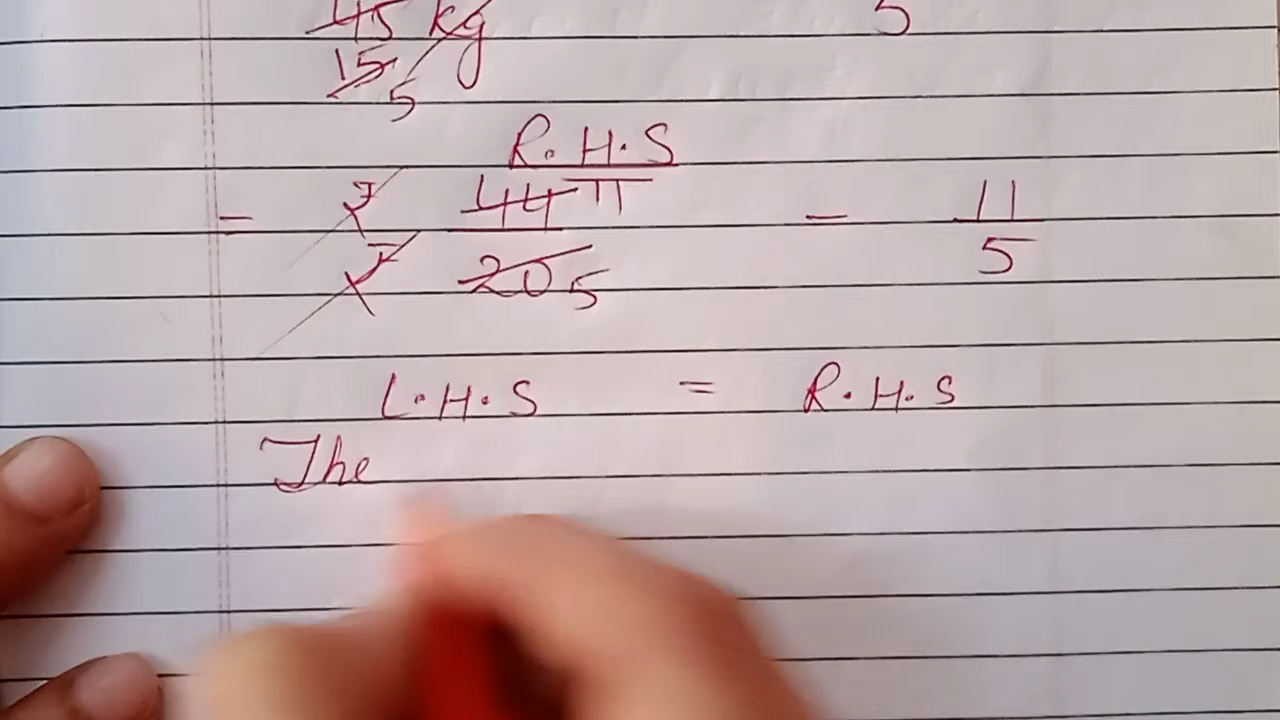 45 kg 5
15
5
R.H.S
= ₹ 44 11 = 11
₹ 20 5 5
L.H.S = R.H.S
The